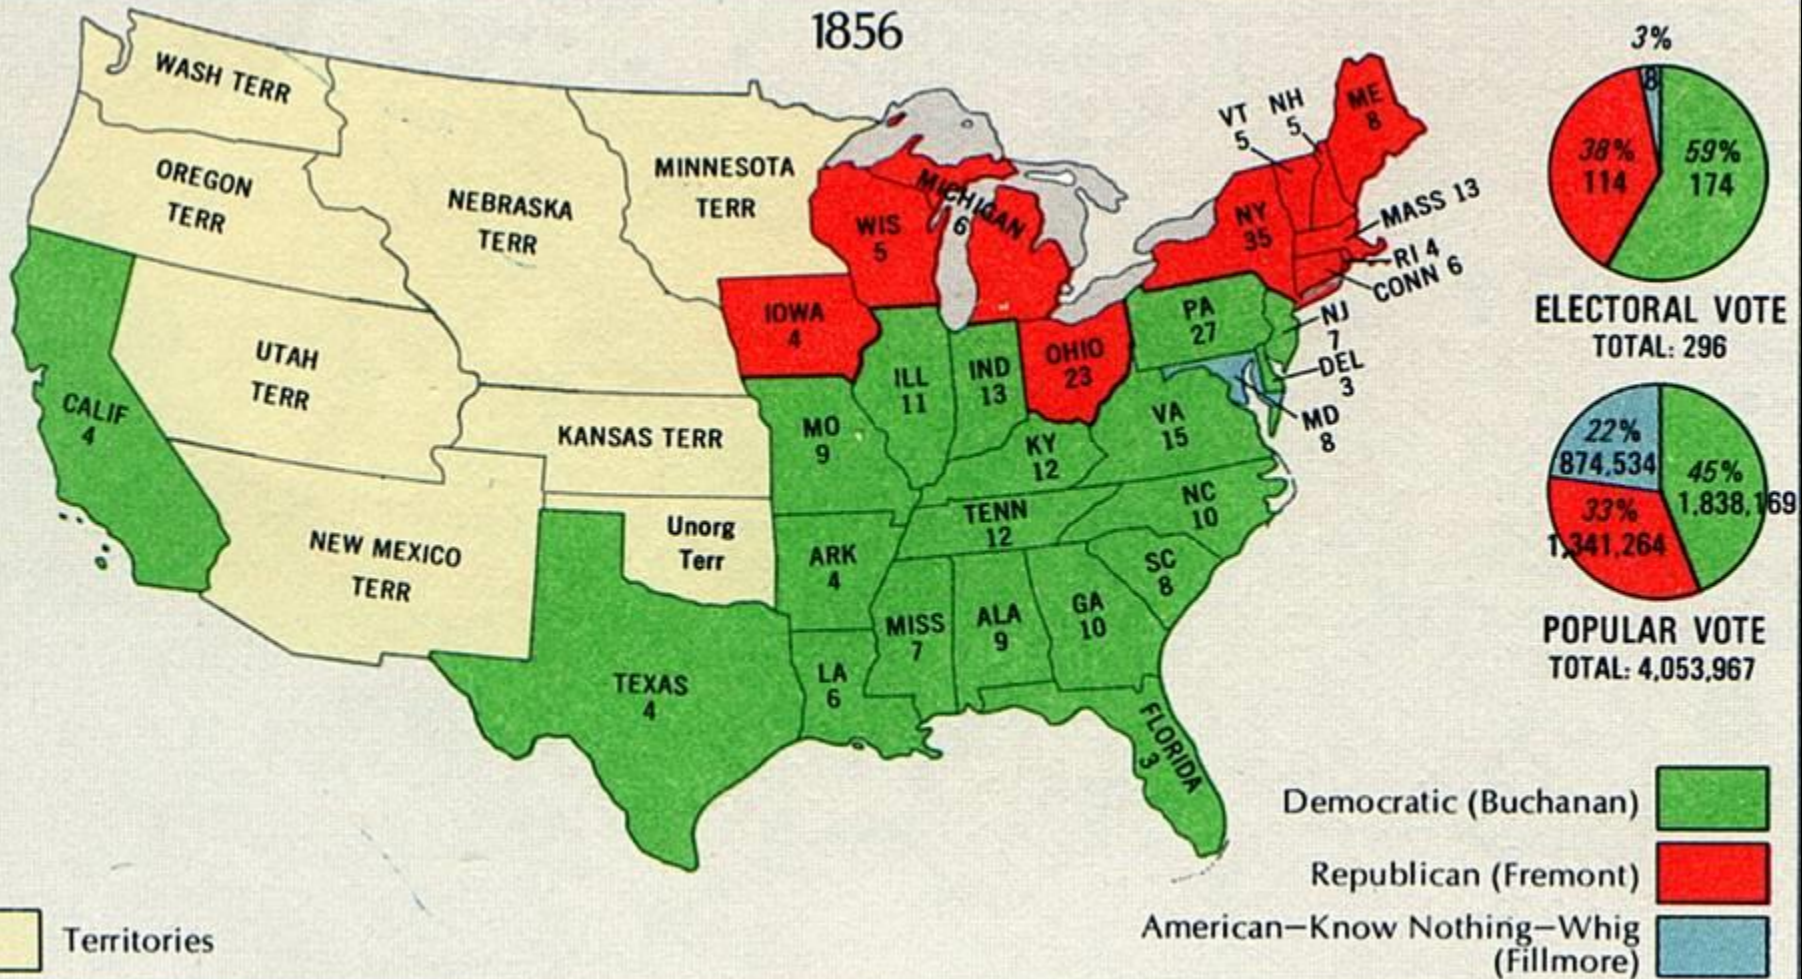 1856
WASH TERR
OREGON
TERR
NEBRASKA
TERR
MINNESOTA
TERR
UTAH
TERR
KANSAS TERR
NEW MEXICO
TERR
Unorg
Terr
CALIF
4
TEXAS
4
IOWA
4
WIS
5
MICHIGAN
6
ILL
11
IND
13
OHIO
23
MO
9
KY
12
TENN
12
ARK
4
LA
6
MISS
7
ALA
9
GA
10
FLORIDA
3
SC
8
NC
10
VA
15
PA
27
NY
35
VT
5
NH
5
ME
8
MASS 13
RI 4
CONN 6
NJ
7
DEL
3
MD
8
3%
8
38%
114
59%
174
ELECTORAL VOTE
TOTAL: 296
22%
874,534
45%
1,838,169
33%
1,341,264
POPULAR VOTE
TOTAL: 4,053,967
Democratic (Buchanan)
Republican (Fremont)
American—Know Nothing—Whig
(Fillmore)
Territories